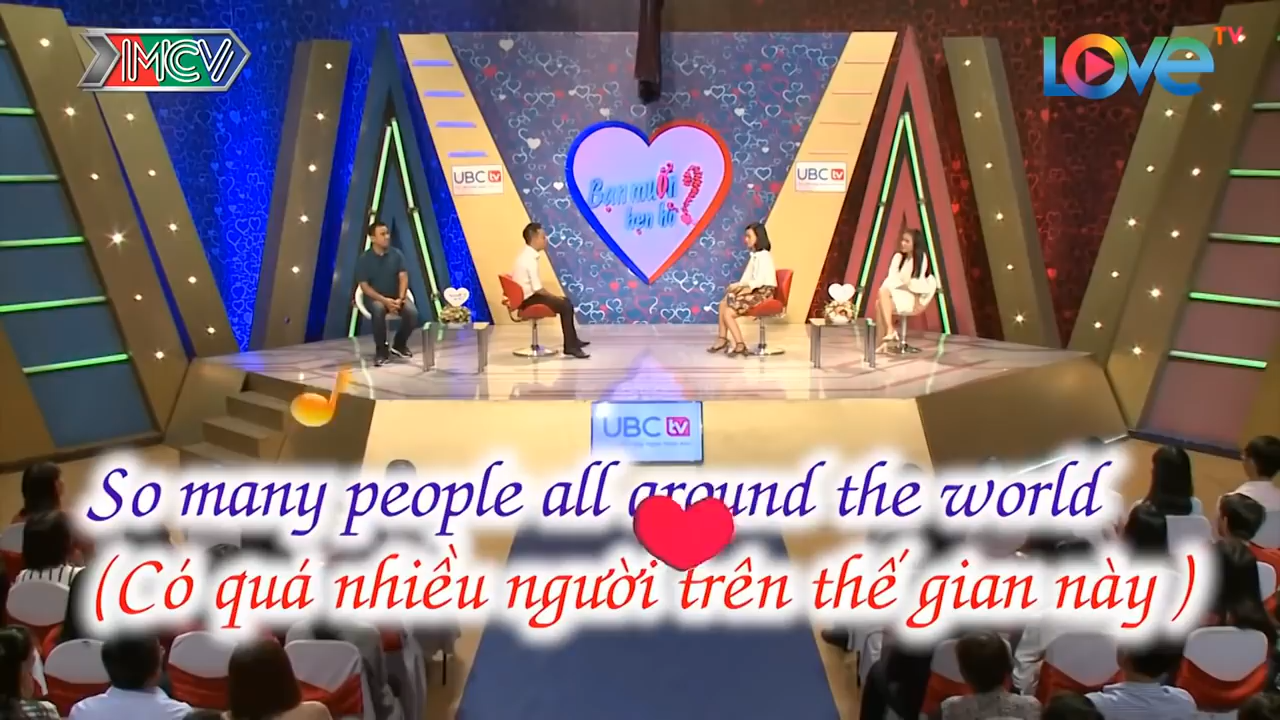 MCV
LOVE TV
UBC tv
UBC tv
Bạn muốn
hẹn hò ?
UBC tv
So many people all around the world
(Có quá nhiều người trên thế gian này )